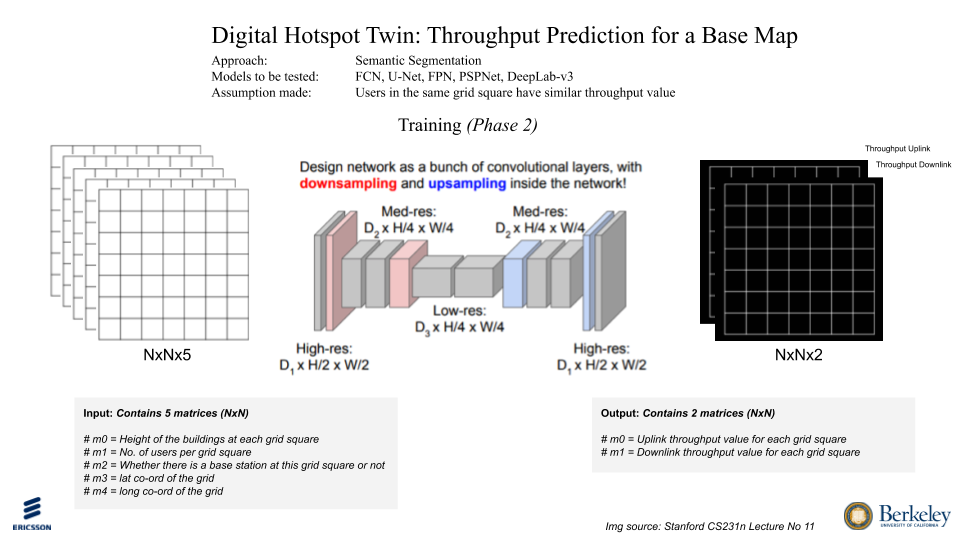 Digital Hotspot Twin: Throughput Prediction for a Base Map
Approach: Semantic Segmentation
Models to be tested: FCN, U-Net, FPN, PSPNet, DeepLab-v3
Assumption made: Users in the same grid square have similar throughput value
Training (Phase 2)
Throughput Uplink
Throughput Downlink
Design network as a bunch of convolutional layers, with
downsampling and upsampling inside the network!
Med-res:
D2 x H/4 x W/4
Med-res:
D2 x H/4 x W/4
Low-res:
D3 x H/4 x W/4
High-res:
D1 x H/2 x W/2
High-res:
D1 x H/2 x W/2
NxNx5
NxNx2
Input: Contains 5 matrices (NxN)
# m0 = Height of the buildings at each grid square
# m1 = No. of users per grid square
# m2 = Whether there is a base station at this grid square or not
# m3 = lat co-ord of the grid
# m4 = long co-ord of the grid
Output: Contains 2 matrices (NxN)
# m0 = Uplink throughput value for each grid square
# m1 = Downlink throughput value for each grid square
ERICSSON
Img source: Stanford CS231n Lecture No 11
Berkeley
UNIVERSITY OF CALIFORNIA